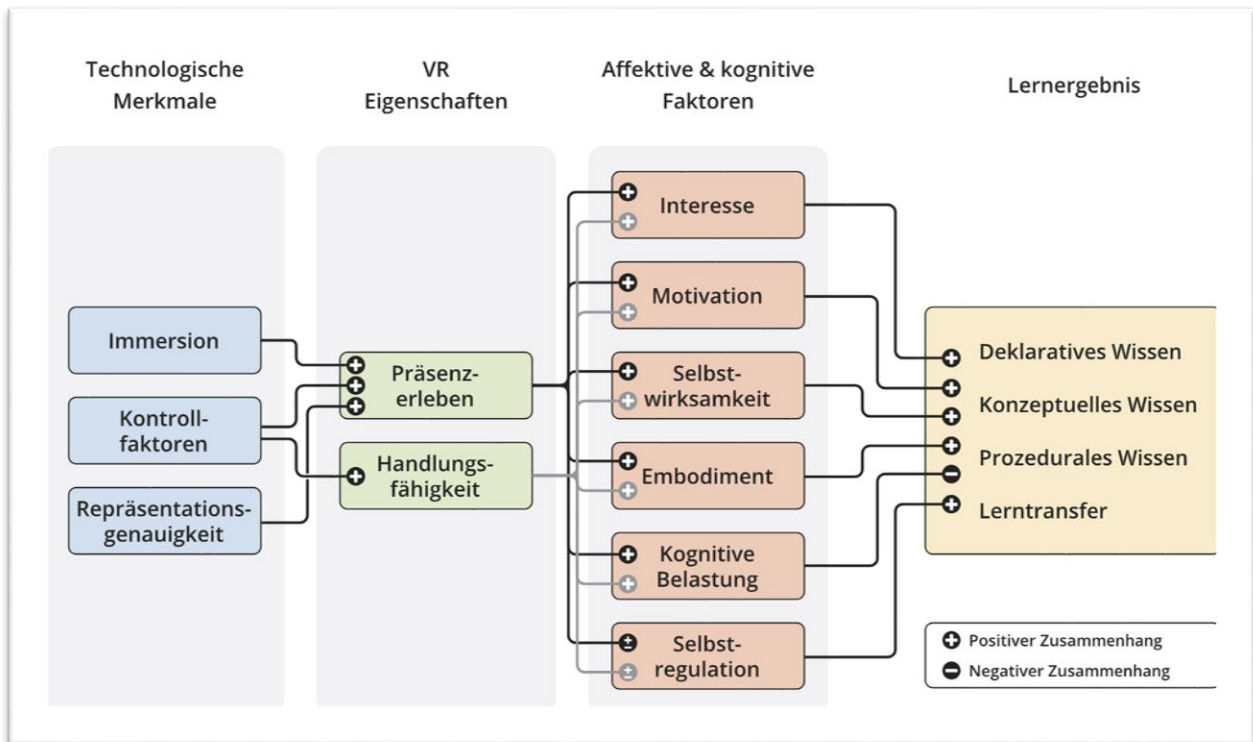 Technologische
Merkmale
VR
Eigenschaften
Affektive & kognitive
Faktoren
Lernergebnis
Immersion
Kontroll-
faktoren
Repräsentations-
genauigkeit
Präsenz-
erleben
Handlungs-
fähigkeit
Interesse
Motivation
Selbst-
wirksamkeit
Embodiment
Kognitive
Belastung
Selbst-
regulation
Deklaratives Wissen
Konzeptuelles Wissen
Prozedurales Wissen
Lerntransfer
Positiver Zusammenhang
Negativer Zusammenhang